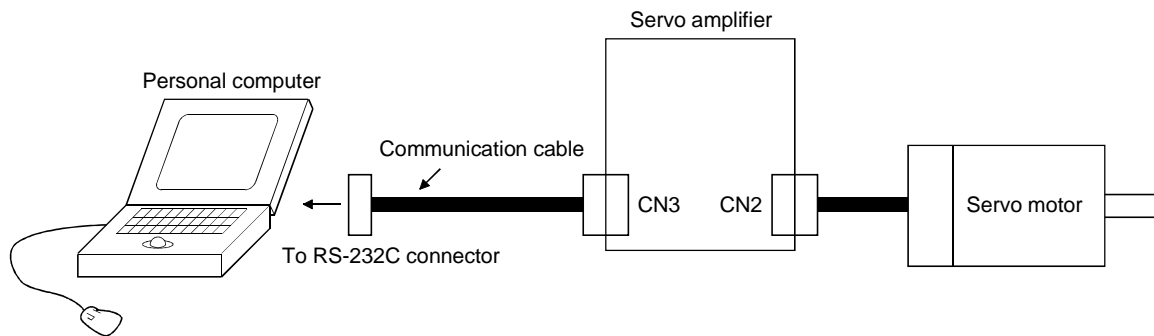 Servo amplifier
Personal computer
Communication cable
CN3
CN2
Servo motor
To RS-232C connector